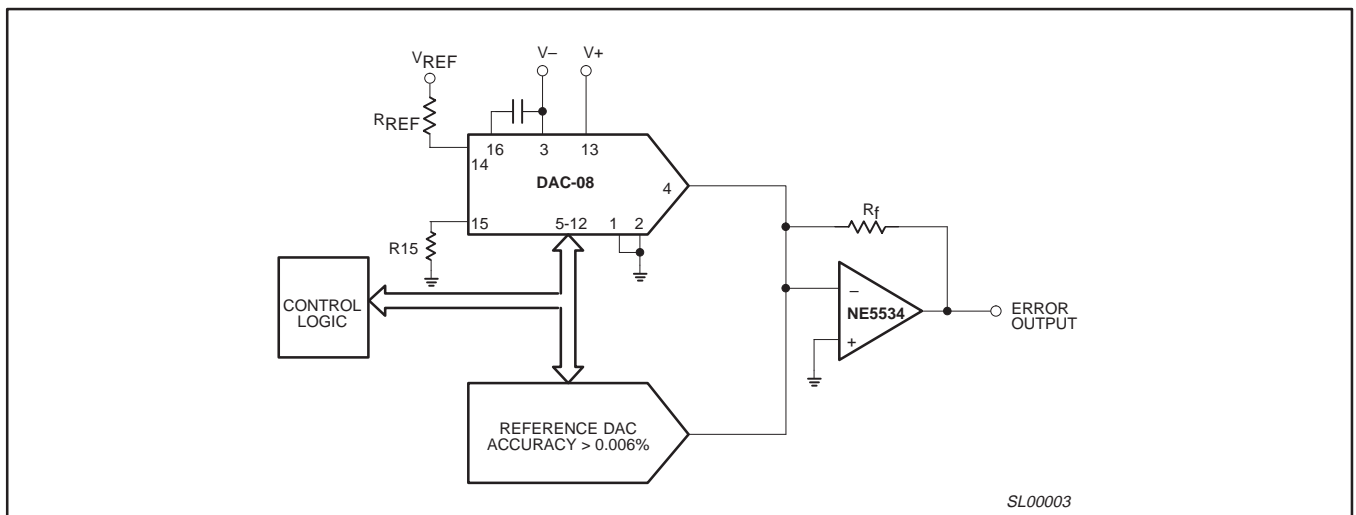 V– V+
VREF
RREF
16 3 13
14
DAC-08
4
15 5-12 1 2
Rf
R15
CONTROL
LOGIC
–
NE5534
+
ERROR
OUTPUT
REFERENCE DAC
ACCURACY > 0.006%
SL00003